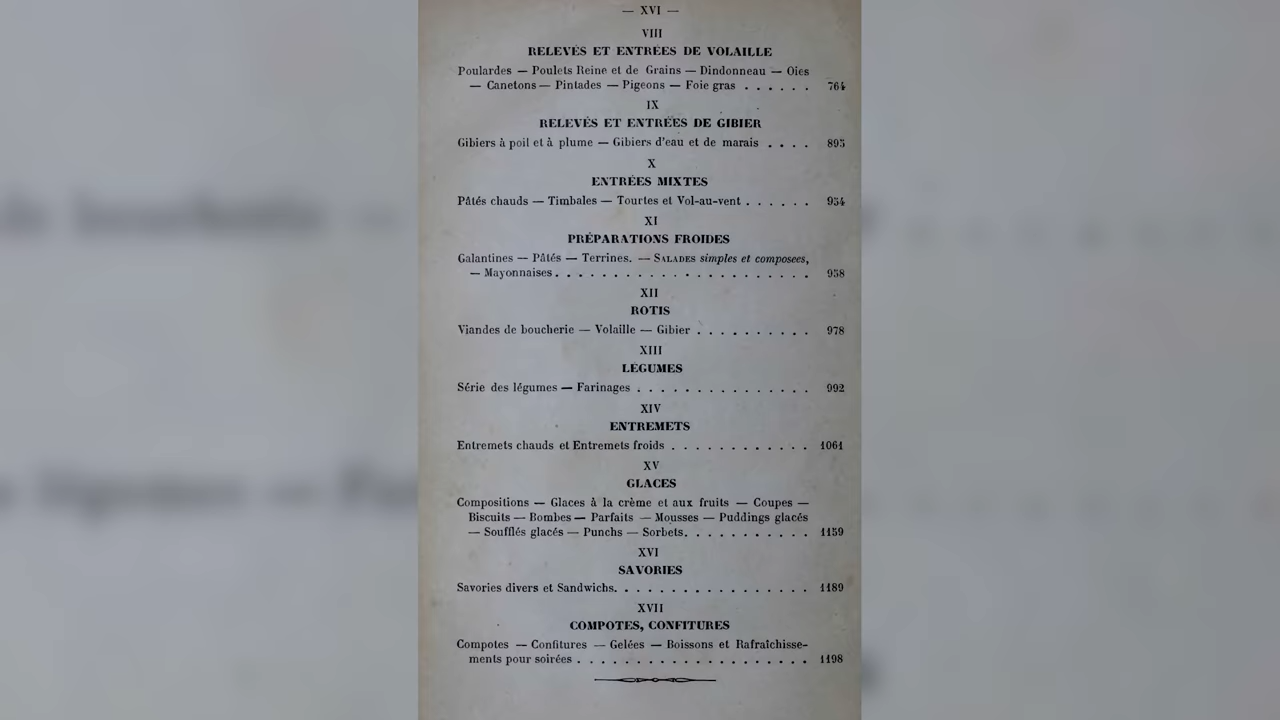 — XVI —
VIII
RELEVÉS ET ENTRÉES DE VOLAILLE
Poulardes — Poulets Reine et de Grains — Dindonneau — Oies
— Canetons — Pintades — Pigeons — Foie gras . . . . . . 764
IX
RELEVÉS ET ENTRÉES DE GIBIER
Gibiers à poil et à plume — Gibiers d'eau et de marais . . . . 895
X
ENTRÉES MIXTES
Pâtés chauds — Timbales — Tourtes et Vol-au-vent . . . . . . 934
XI
PRÉPARATIONS FROIDES
Galantines — Pâtés — Terrines. — SALADES simples et composees,
— Mayonnaises . . . . . . . . . . . . . . . . . . . . . 958
XII
ROTIS
Viandes de boucherie — Volaille — Gibier . . . . . . . . . . 978
XIII
LÉGUMES
Série des légumes — Farinages . . . . . . . . . . . . . . . 992
XIV
ENTREMETS
Entremets chauds et Entremets froids . . . . . . . . . . . . 1061
XV
GLACES
Compositions — Glaces à la crème et aux fruits — Coupes —
Biscuits — Bombes — Parfaits — Mousses — Puddings glacés
— Soufflés glacés — Punchs — Sorbets. . . . . . . . . . . 1159
XVI
SAVORIES
Savories divers et Sandwichs. . . . . . . . . . . . . . . . 1189
XVII
COMPOTES, CONFITURES
Compotes — Confitures — Gelées — Boissons et Rafraîchisse-
ments pour soirées . . . . . . . . . . . . . . . . . . . . 1198